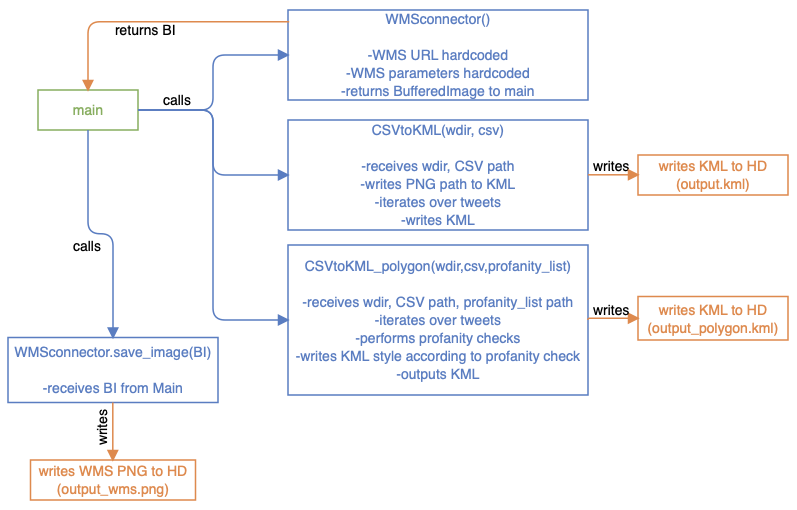 returns BI
WMSconnector()
-WMS URL hardcoded
-WMS parameters hardcoded
-returns BufferedImage to main
main
calls
CSVtoKML(wdir, csv)
-receives wdir, CSV path
-writes PNG path to KML
-iterates over tweets
-writes KML
writes
writes KML to HD
(output.kml)
calls
CSVtoKML_polygon(wdir,csv,profanity_list)
-receives wdir, CSV path, profanity_list path
-iterates over tweets
-performs profanity checks
-writes KML style according to profanity check
-outputs KML
writes
writes KML to HD
(output_polygon.kml)
WMSconnector.save_image(BI)
-receives BI from Main
writes
writes WMS PNG to HD
(output_wms.png)